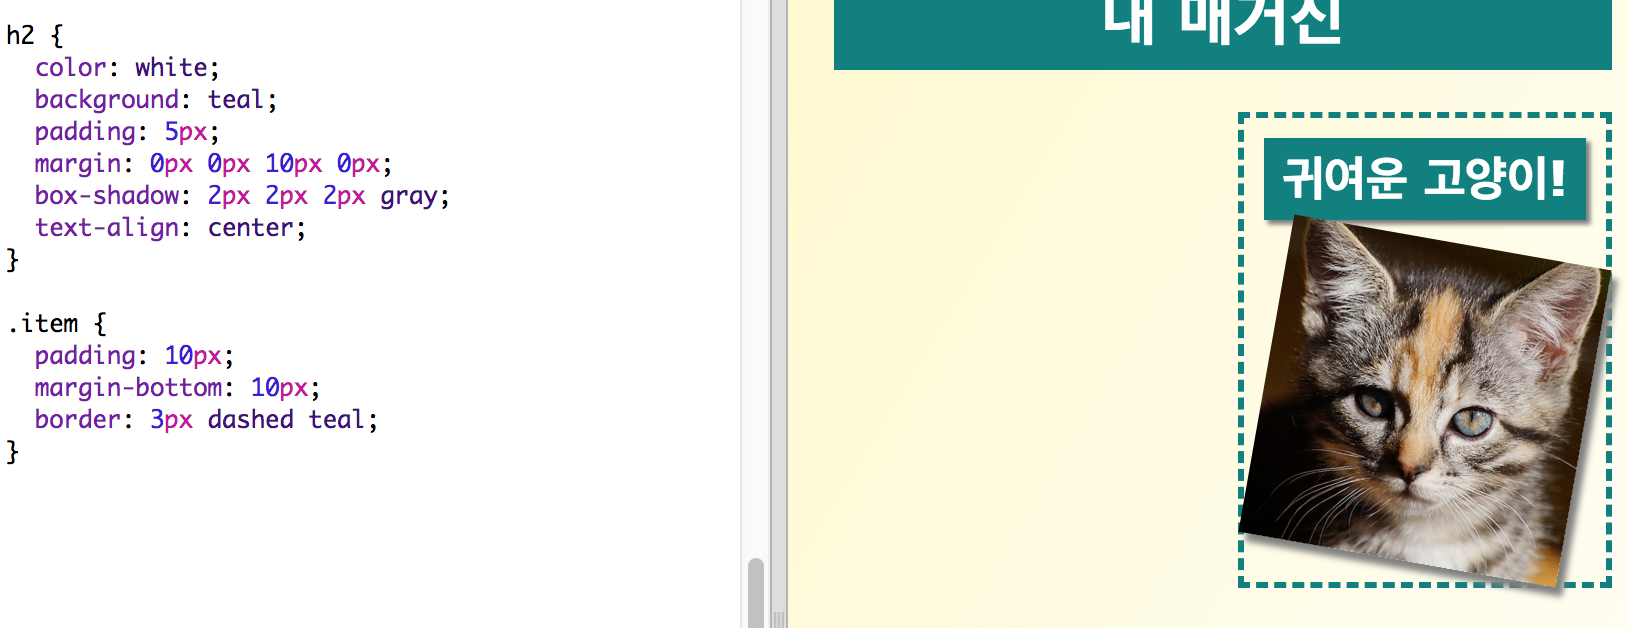 h2 {
color: white;
background: teal;
padding: 5px;
margin: 0px 0px 10px 0px;
box-shadow: 2px 2px 2px gray;
text-align: center;
}
.item {
padding: 10px;
margin-bottom: 10px;
border: 3px dashed teal;
}
내 매거진
귀여운 고양이!